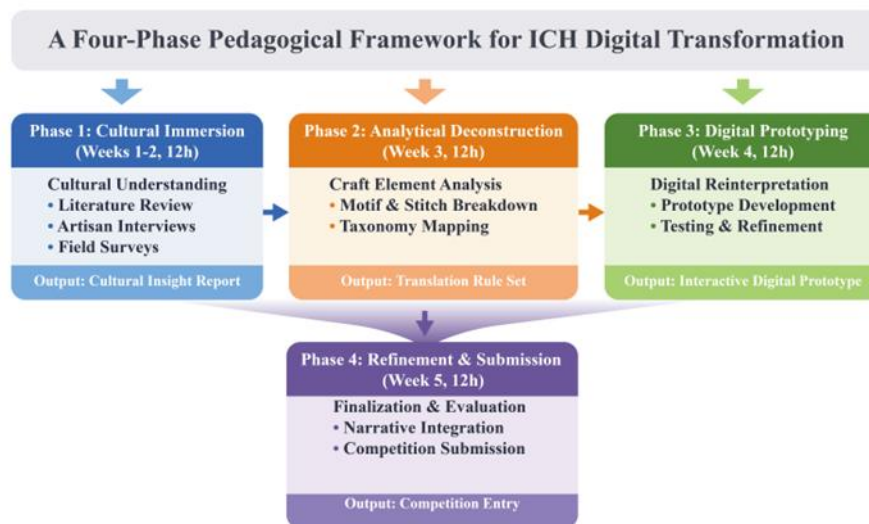 A Four-Phase Pedagogical Framework for ICH Digital Transformation
Phase 1: Cultural Immersion
(Weeks 1-2, 12h)
Cultural Understanding
• Literature Review
• Artisan Interviews
• Field Surveys
Output: Cultural Insight Report
Phase 2: Analytical Deconstruction
(Week 3, 12h)
Craft Element Analysis
• Motif & Stitch Breakdown
• Taxonomy Mapping
Output: Translation Rule Set
Phase 3: Digital Prototyping
(Week 4, 12h)
Digital Reinterpretation
• Prototype Development
• Testing & Refinement
Output: Interactive Digital Prototype
Phase 4: Refinement & Submission
(Week 5, 12h)
Finalization & Evaluation
• Narrative Integration
• Competition Submission
Output: Competition Entry